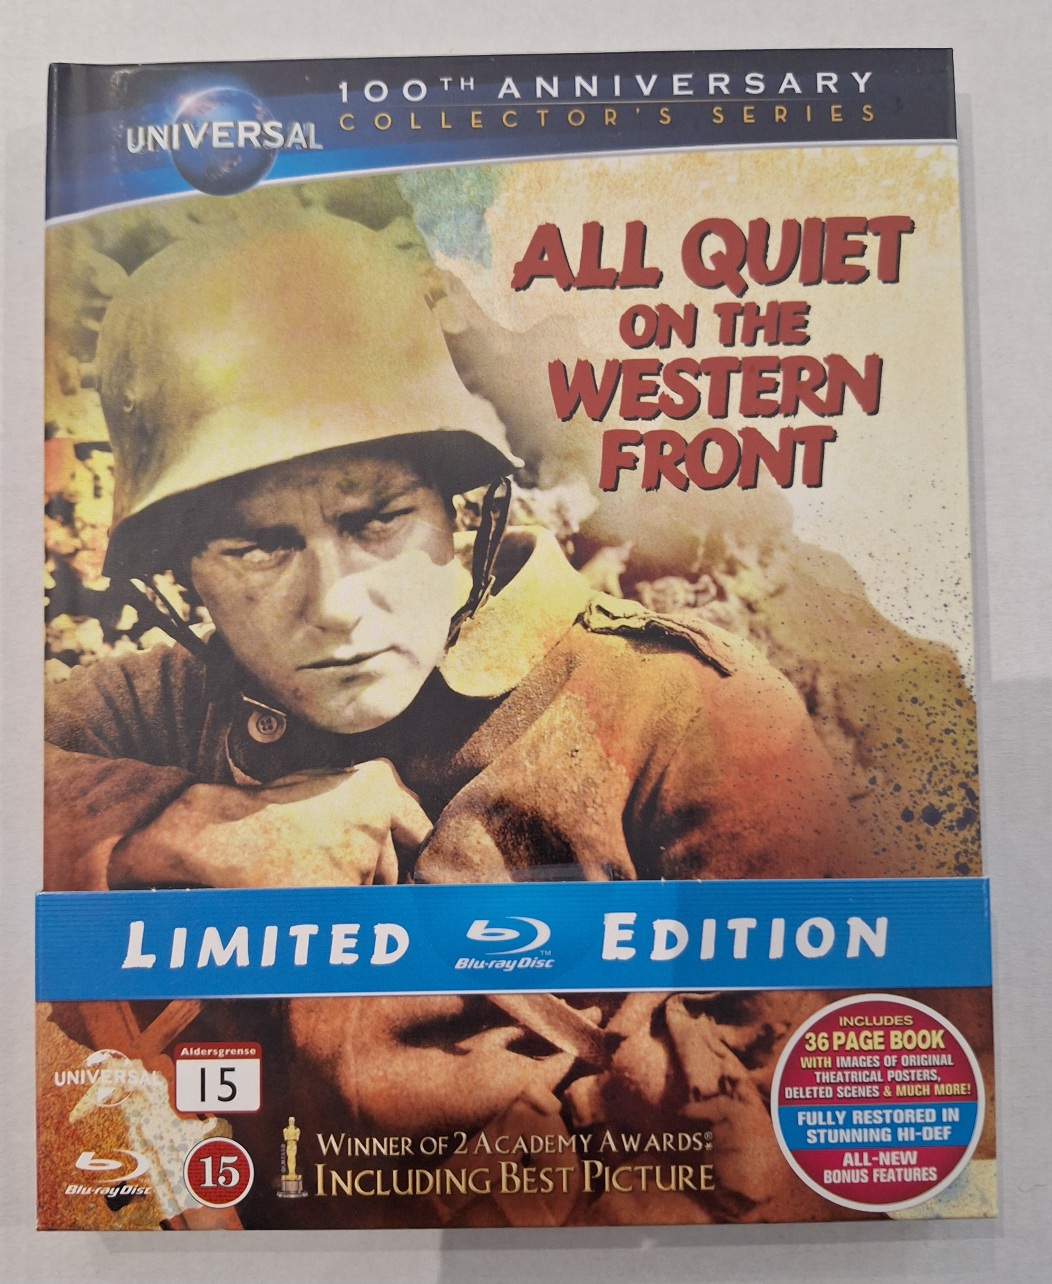 100TH ANNIVERSARY
COLLECTOR'S SERIES
UNIVERSAL
ALL QUIET
ON THE
WESTERN
FRONT
LIMITED Blu-ray Disc™ EDITION
INCLUDES
36 PAGE BOOK
WITH IMAGES OF ORIGINAL
THEATRICAL POSTERS,
DELETED SCENES & MUCH MORE!
FULLY RESTORED IN
STUNNING HI-DEF
ALL-NEW
BONUS FEATURES
UNIVERSAL
Aldersgrense
15
Blu-ray Disc
15
WINNER OF 2 ACADEMY AWARDS®:
INCLUDING BEST PICTURE